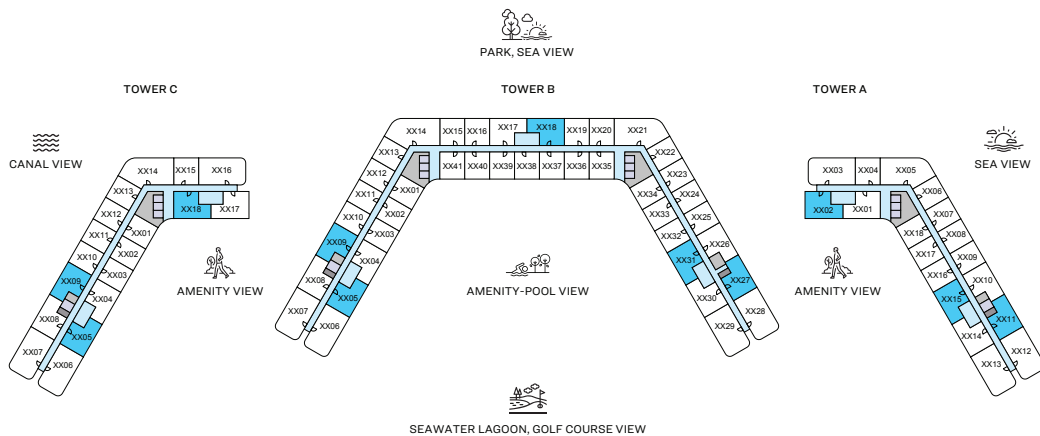 PARK, SEA VIEW
TOWER C
TOWER B
TOWER A
CANAL VIEW
SEA VIEW
XX14
XX15
XX16
XX13
XX12
XX11
XX10
XX09
XX08
XX07
XX06
XX05
XX04
XX03
XX02
XX01
XX18
XX17
AMENITY VIEW
XX14
XX15
XX16
XX17
XX18
XX19
XX20
XX21
XX13
XX12
XX11
XX10
XX09
XX08
XX07
XX06
XX05
XX04
XX03
XX02
XX01
XX41
XX40
XX39
XX38
XX37
XX36
XX35
XX22
XX23
XX24
XX25
XX26
XX27
XX28
XX29
XX30
XX31
XX32
XX33
XX34
AMENITY-POOL VIEW
XX03
XX04
XX05
XX02
XX01
XX06
XX07
XX08
XX09
XX10
XX11
XX12
XX13
XX14
XX15
XX16
XX17
XX18
AMENITY VIEW
SEAWATER LAGOON, GOLF COURSE VIEW